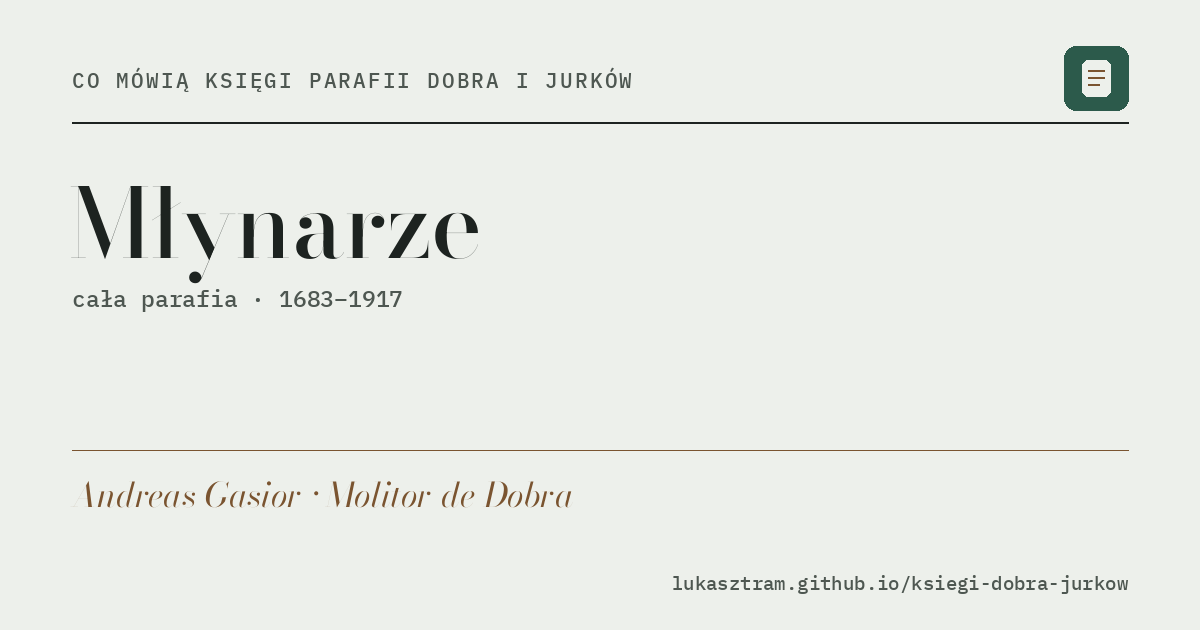 CO MÓWIĄ KSIĘGI PARAFII DOBRA I JURKÓW
Młynarze
cała parafia · 1683–1917
Andreas Gasior · Molitor de Dobra
lukasztram.github.io/ksiegi-dobra-jurkow